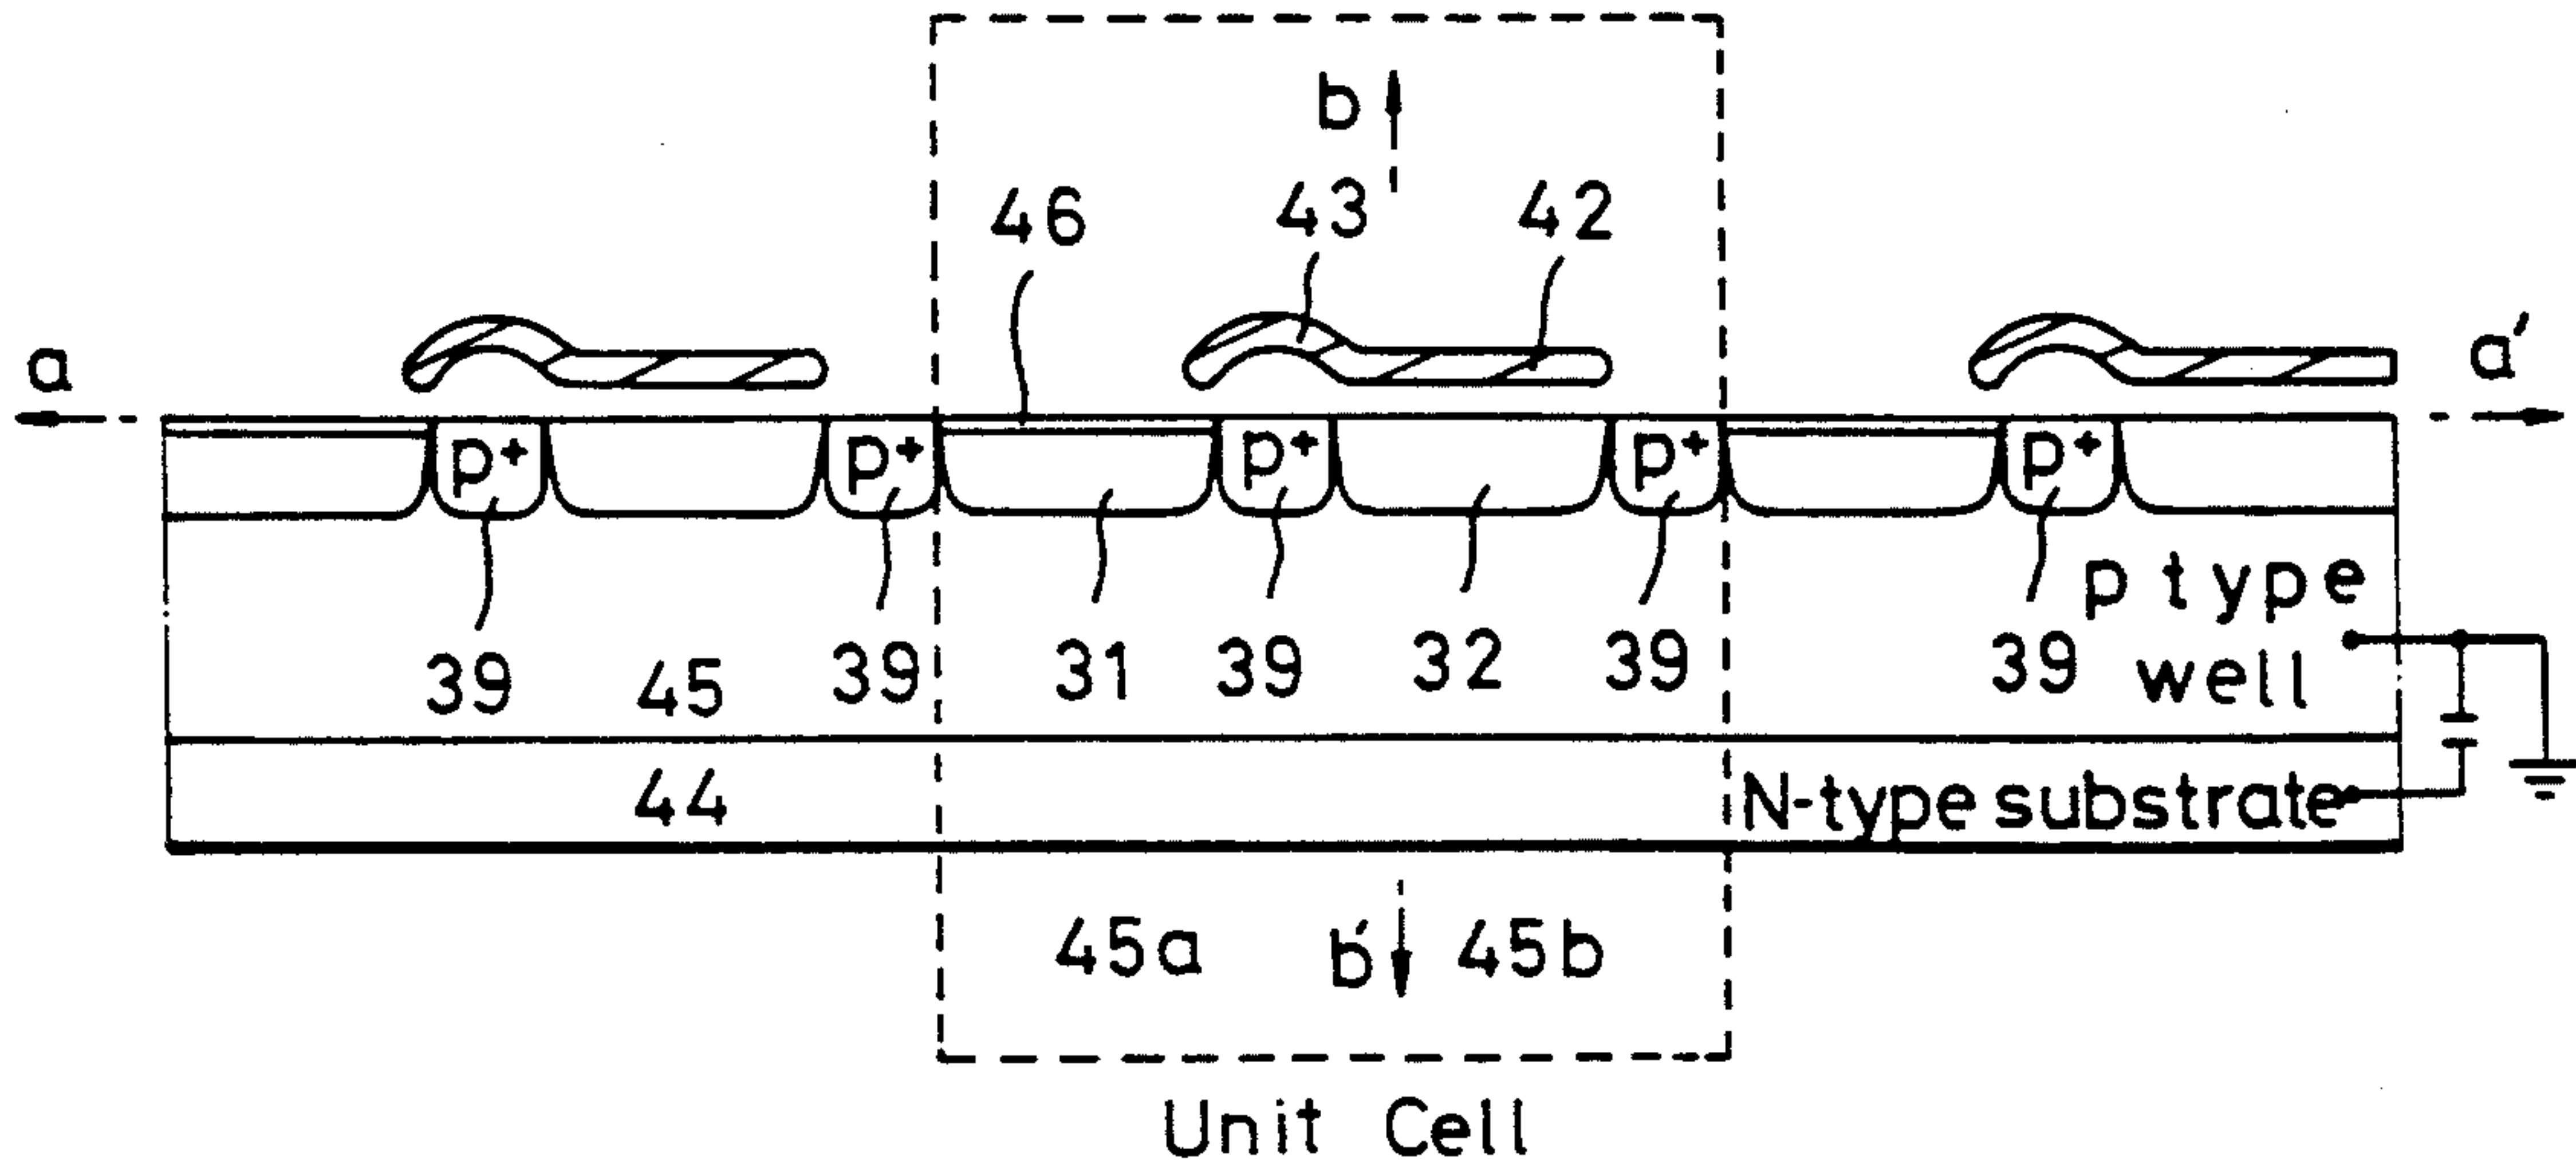 b
46 43 42
a a′
p+ p+ p+ p+ p+
39 45 39 31 39 32 39 39 p type
well
44 N-type substrate
45a b′ 45b
Unit Cell